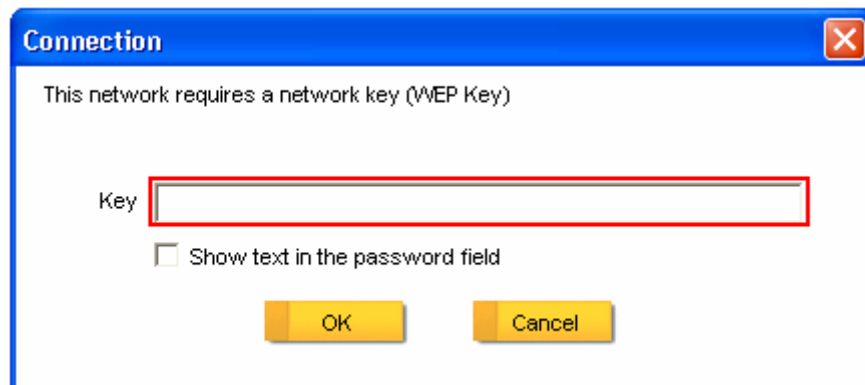 Connection
This network requires a network key (WEP Key)
Key
Show text in the password field
OK Cancel